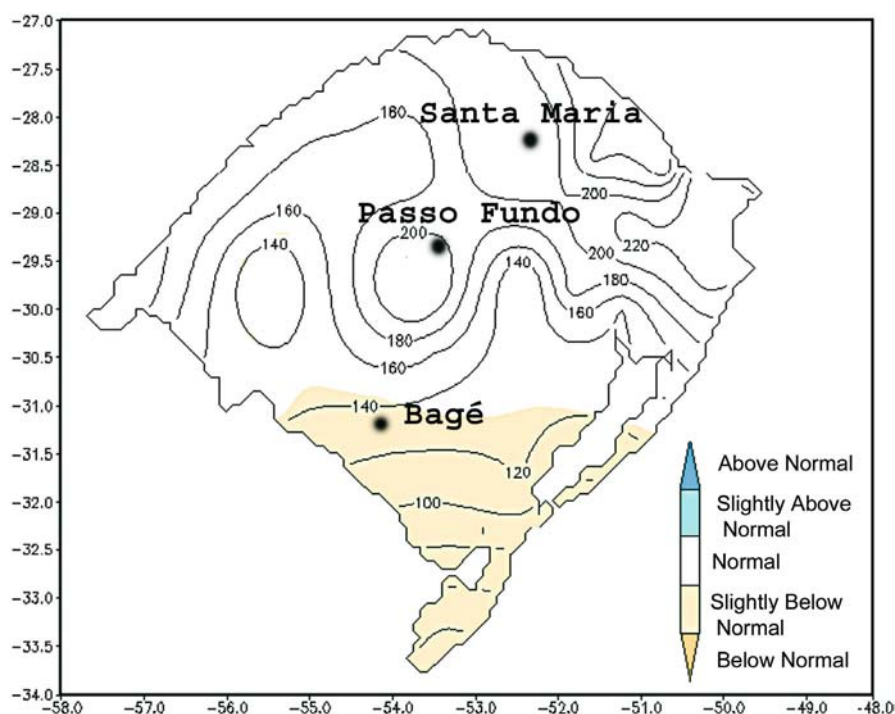 -27.0
-27.5
-28.0
-28.5
-29.0
-29.5
-30.0
-30.5
-31.0
-31.5
-32.0
-32.5
-33.0
-33.5
-34.0
Santa Maria
160
200
Passo Fundo
160
200
220
140
200
140
180
160
180
160
140
Bagé
120
100
Above Normal
Slightly Above
Normal
Normal
Slightly Below
Normal
Below Normal
-58.0 -57.0 -56.0 -55.0 -54.0 -53.0 -52.0 -51.0 -50.0 -49.0 -48.0